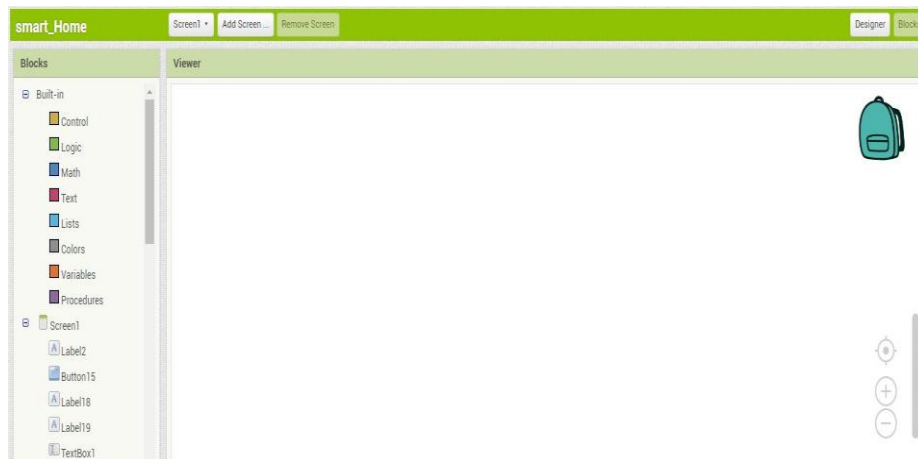 smart_Home
Screen1
Add Screen ...
Remove Screen
Designer
Blocks
Blocks
Viewer
Built-in
Control
Logic
Math
Text
Lists
Colors
Variables
Procedures
Screen1
A Label2
Button15
A Label18
A Label19
TextBox1